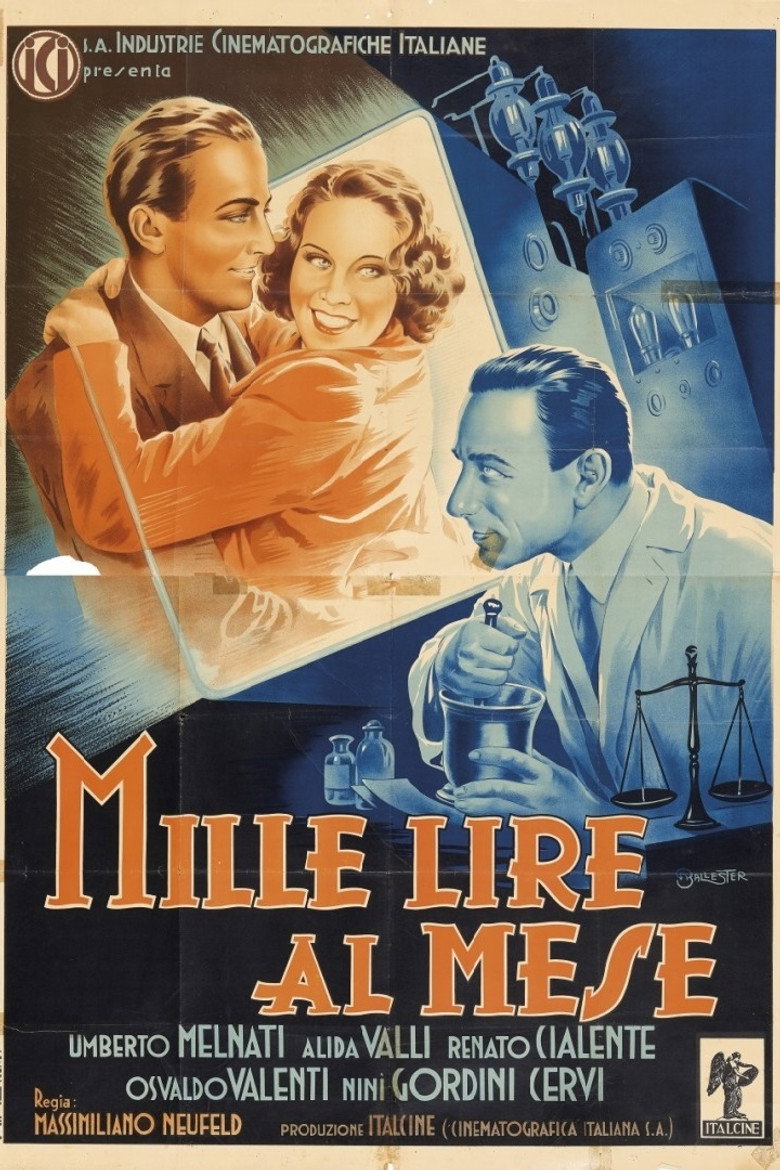 ICI
S.A. INDUSTRIE CINEMATOGRAFICHE ITALIANE
presenta
MILLE LIRE
AL MESE
BALLESTER
UMBERTO MELNATI ALIDA VALLI RENATO CIALENTE
OSVALDO VALENTI NINÌ GORDINI CERVI
Regia:
MASSIMILIANO NEUFELD
PRODUZIONE ITALCINE (CINEMATOGRAFICA ITALIANA S.A.)
ITALCINE